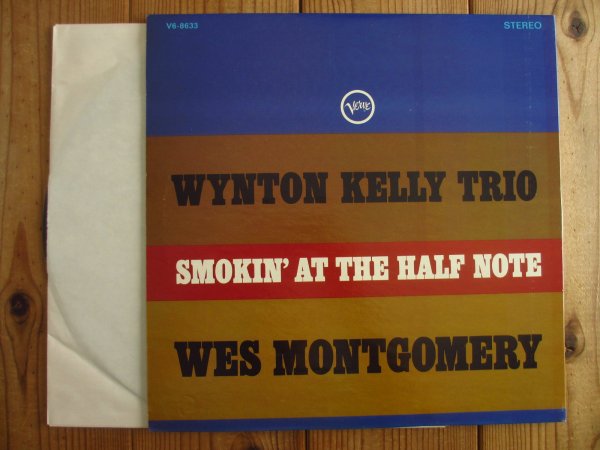 V6-8633
STEREO
Verve
WYNTON KELLY TRIO
SMOKIN' AT THE HALF NOTE
WES MONTGOMERY